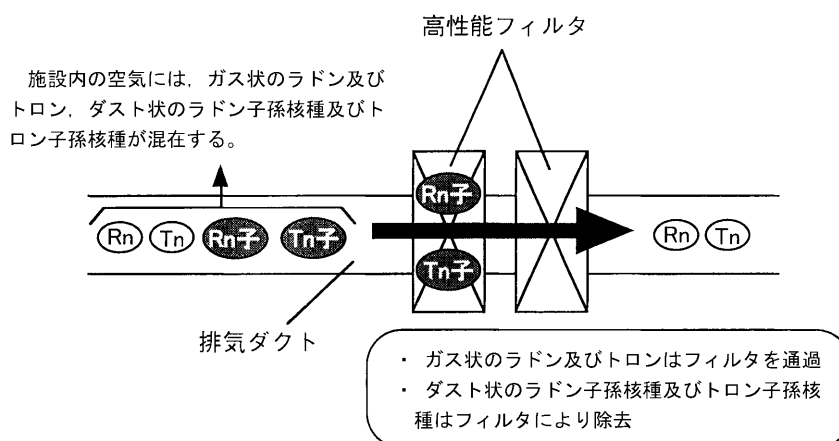 高性能フィルタ
施設内の空気には，ガス状のラドン及び
トロン，ダスト状のラドン子孫核種及びト
ロン子孫核種が混在する。
Rn Tn Rn子 Tn子
Rn子
Tn子
Rn Tn
排気ダクト
・ ガス状のラドン及びトロンはフィルタを通過
・ ダスト状のラドン子孫核種及びトロン子孫核
種はフィルタにより除去